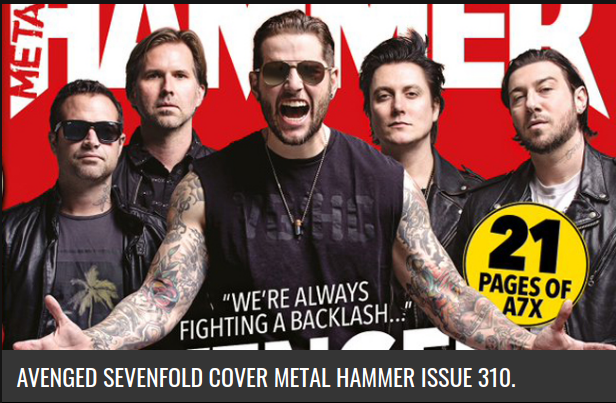 METAL
HAMMER
21
PAGES OF
A7X
"WE'RE ALWAYS
FIGHTING A BACKLASH..."
AVENGED SEVENFOLD COVER METAL HAMMER ISSUE 310.